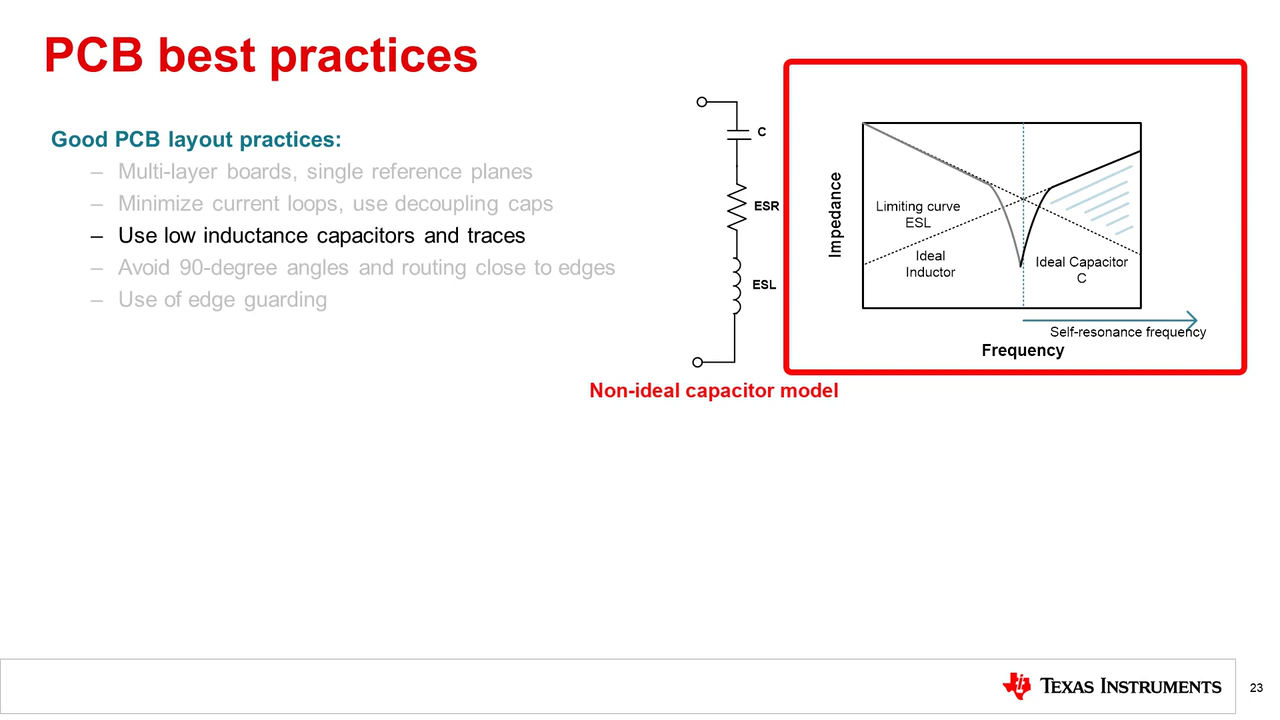 PCB best practices
Good PCB layout practices:
– Multi-layer boards, single reference planes
– Minimize current loops, use decoupling caps
– Use low inductance capacitors and traces
– Avoid 90-degree angles and routing close to edges
– Use of edge guarding
C
ESR
ESL
Non-ideal capacitor model
Impedance
Limiting curve
ESL
Ideal
Inductor
Ideal Capacitor
C
Self-resonance frequency
Frequency
TEXAS INSTRUMENTS
23